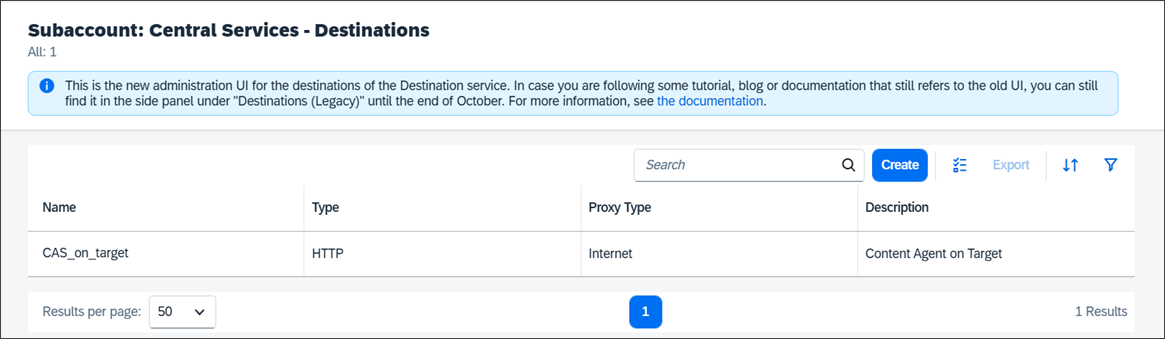 Subaccount: Central Services - Destinations
All: 1
This is the new administration UI for the destinations of the Destination service. In case you are following some tutorial, blog or documentation that still refers to the old UI, you can still
find it in the side panel under "Destinations (Legacy)" until the end of October. For more information, see the documentation.
Search Create Export
Name Type Proxy Type Description
CAS_on_target HTTP Internet Content Agent on Target
Results per page: 50 1 1 Results